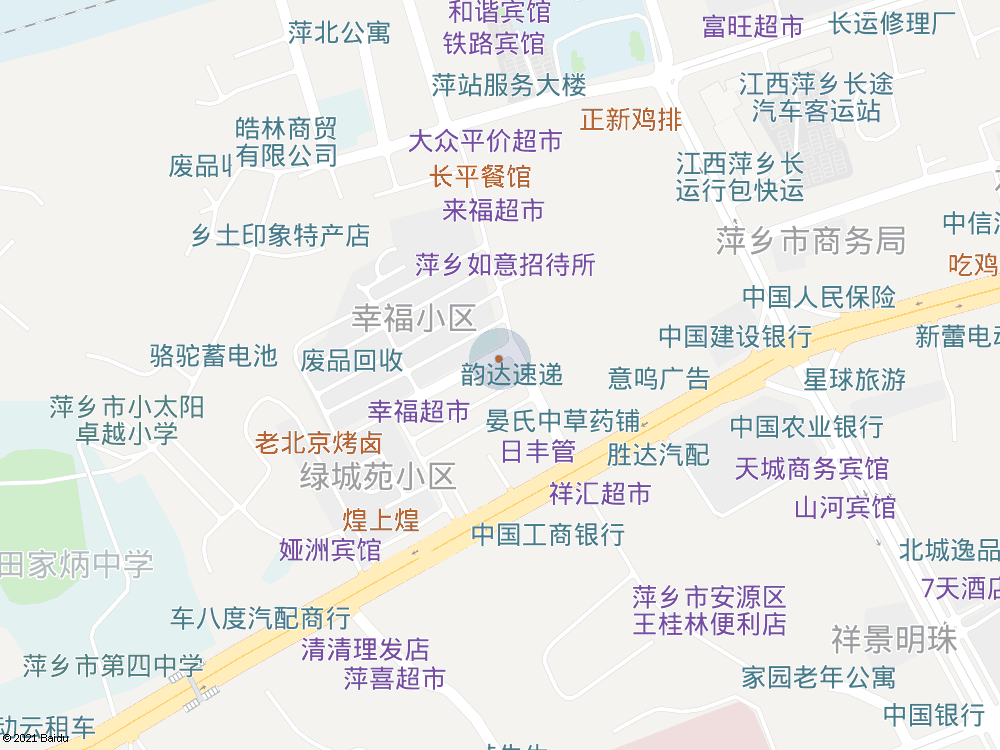 和谐宾馆
铁路宾馆
萍北公寓
富旺超市
长运修理厂
萍站服务大楼
江西萍乡长途
汽车客运站
正新鸡排
皓林商贸
有限公司
大众平价超市
废品
长平餐馆
江西萍乡长
运行包快运
来福超市
乡土印象特产店
中信
萍乡市商务局
萍乡如意招待所
吃鸡
中国人民保险
幸福小区
中国建设银行
新蕾电动
骆驼蓄电池
废品回收
韵达速递
意鸣广告
星球旅游
萍乡市小太阳
卓越小学
幸福超市
晏氏中草药铺
中国农业银行
老北京烤卤
日丰管
胜达汽配
天城商务宾馆
绿城苑小区
祥汇超市
山河宾馆
煌上煌
中国工商银行
娅洲宾馆
北城逸品
田家炳中学
7天酒店
萍乡市安源区
王桂林便利店
车八度汽配商行
祥景明珠
清清理发店
萍乡市第四中学
萍喜超市
家园老年公寓
中国银行
动云租车
© 2021 Baidu